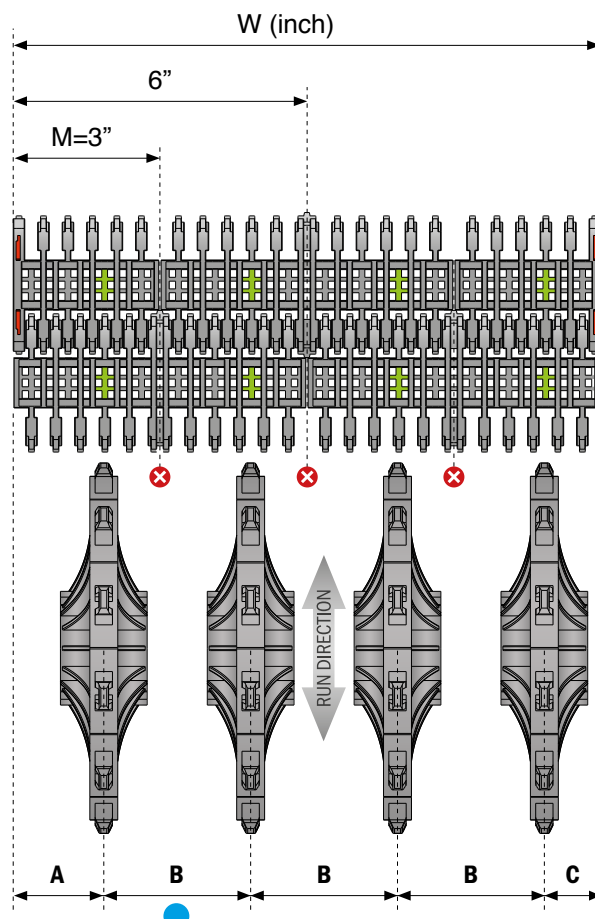 W (inch)
6”
M=3”
RUN DIRECTION
A B B B C